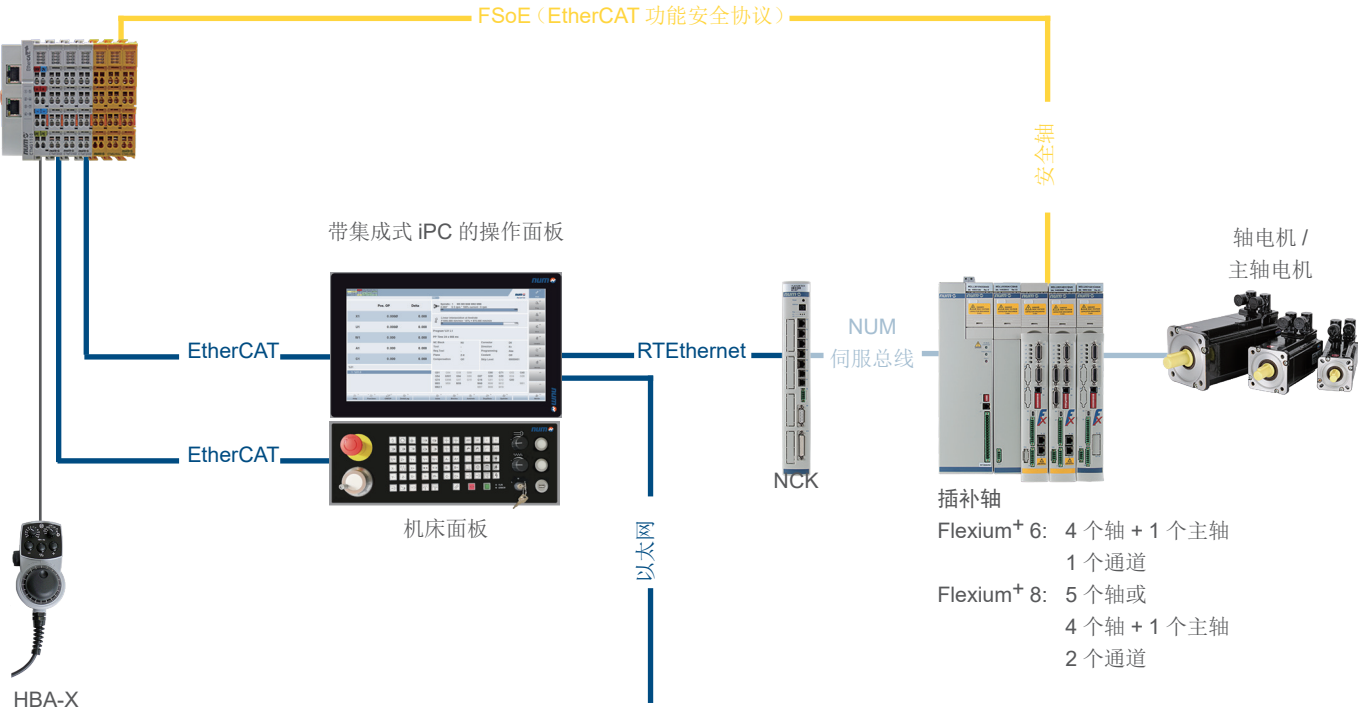 FSoE（EtherCAT 功能安全协议）
安全轴
带集成式 iPC 的操作面板
轴电机 /
主轴电机
num
EtherCAT
RTEthernet
NUM
伺服总线
EtherCAT
num
NCK
机床面板
以太网
插补轴
Flexium+ 6: 4 个轴 + 1 个主轴
1 个通道
Flexium+ 8: 5 个轴或
4 个轴 + 1 个主轴
2 个通道
HBA-X